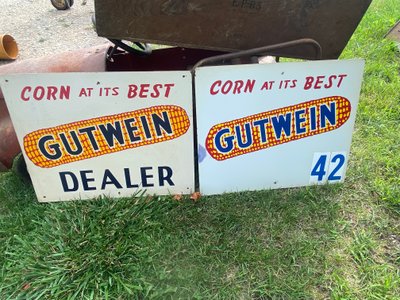 CORN AT ITS BEST
GUTWEIN
DEALER
CORN AT ITS BEST
GUTWEIN
42